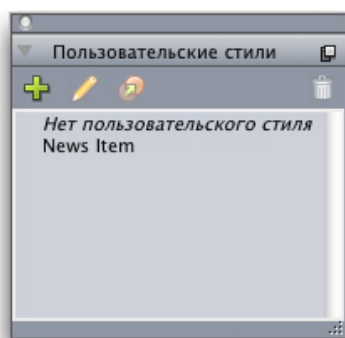 Пользовательские стили
Нет пользовательского стиля
News Item